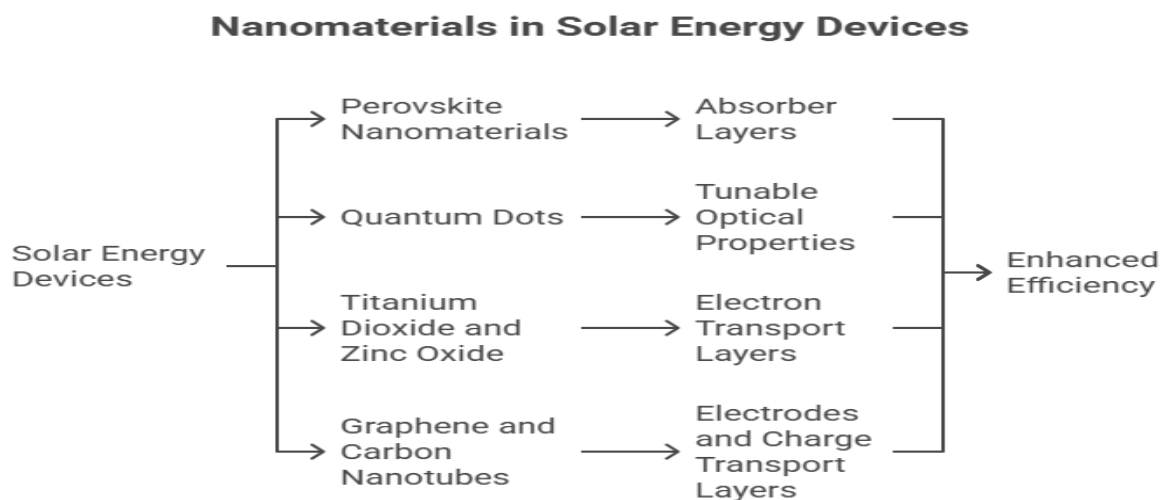 Nanomaterials in Solar Energy Devices
Solar Energy
Devices
Perovskite
Nanomaterials
Absorber
Layers
Quantum Dots
Tunable
Optical
Properties
Titanium
Dioxide and
Zinc Oxide
Electron
Transport
Layers
Graphene and
Carbon
Nanotubes
Electrodes
and Charge
Transport
Layers
Enhanced
Efficiency